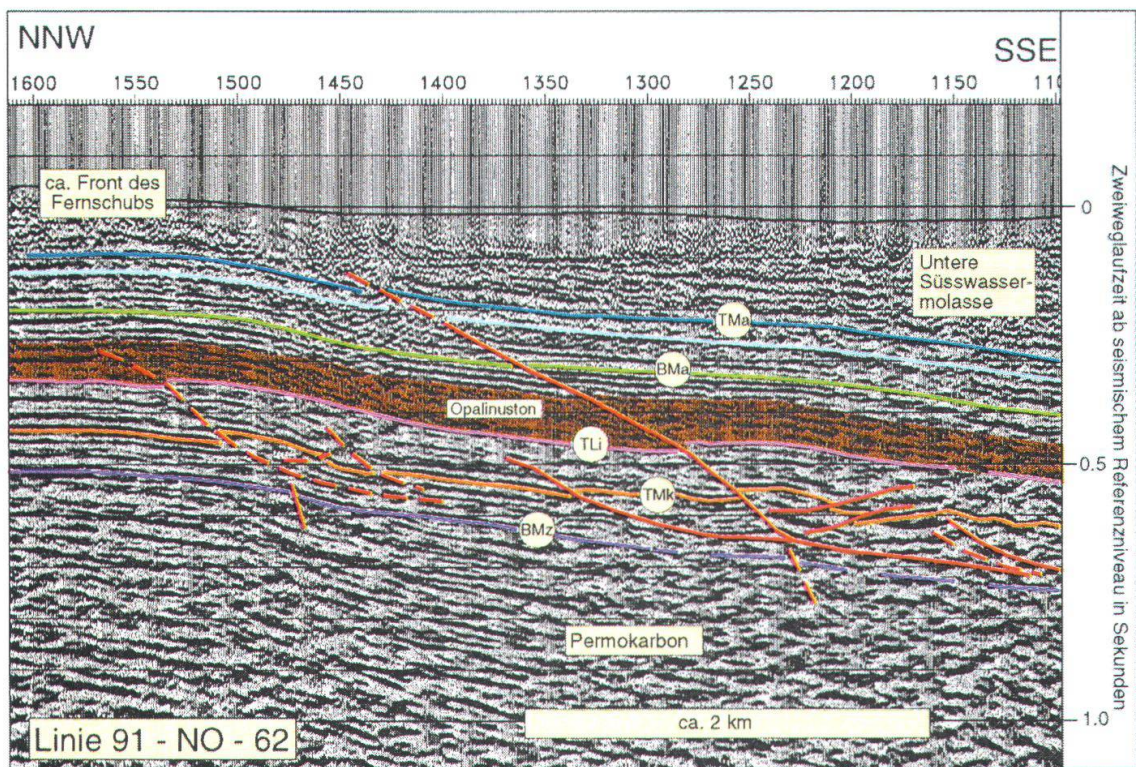 NNW
SSE
1600 1550 1500 1450 1400 1350 1300 1250 1200 1150 110
ca. Front des
Fernschubs
0
Untere
Süsswasser-
molasse
TMa
BMa
Opalinuston
TLi
0.5
TMk
BMz
Permokarbon
ca. 2 km
1.0
Linie 91 - NO - 62
Zweiweglaufzeit ab seismischem Referenzniveau in Sekunden